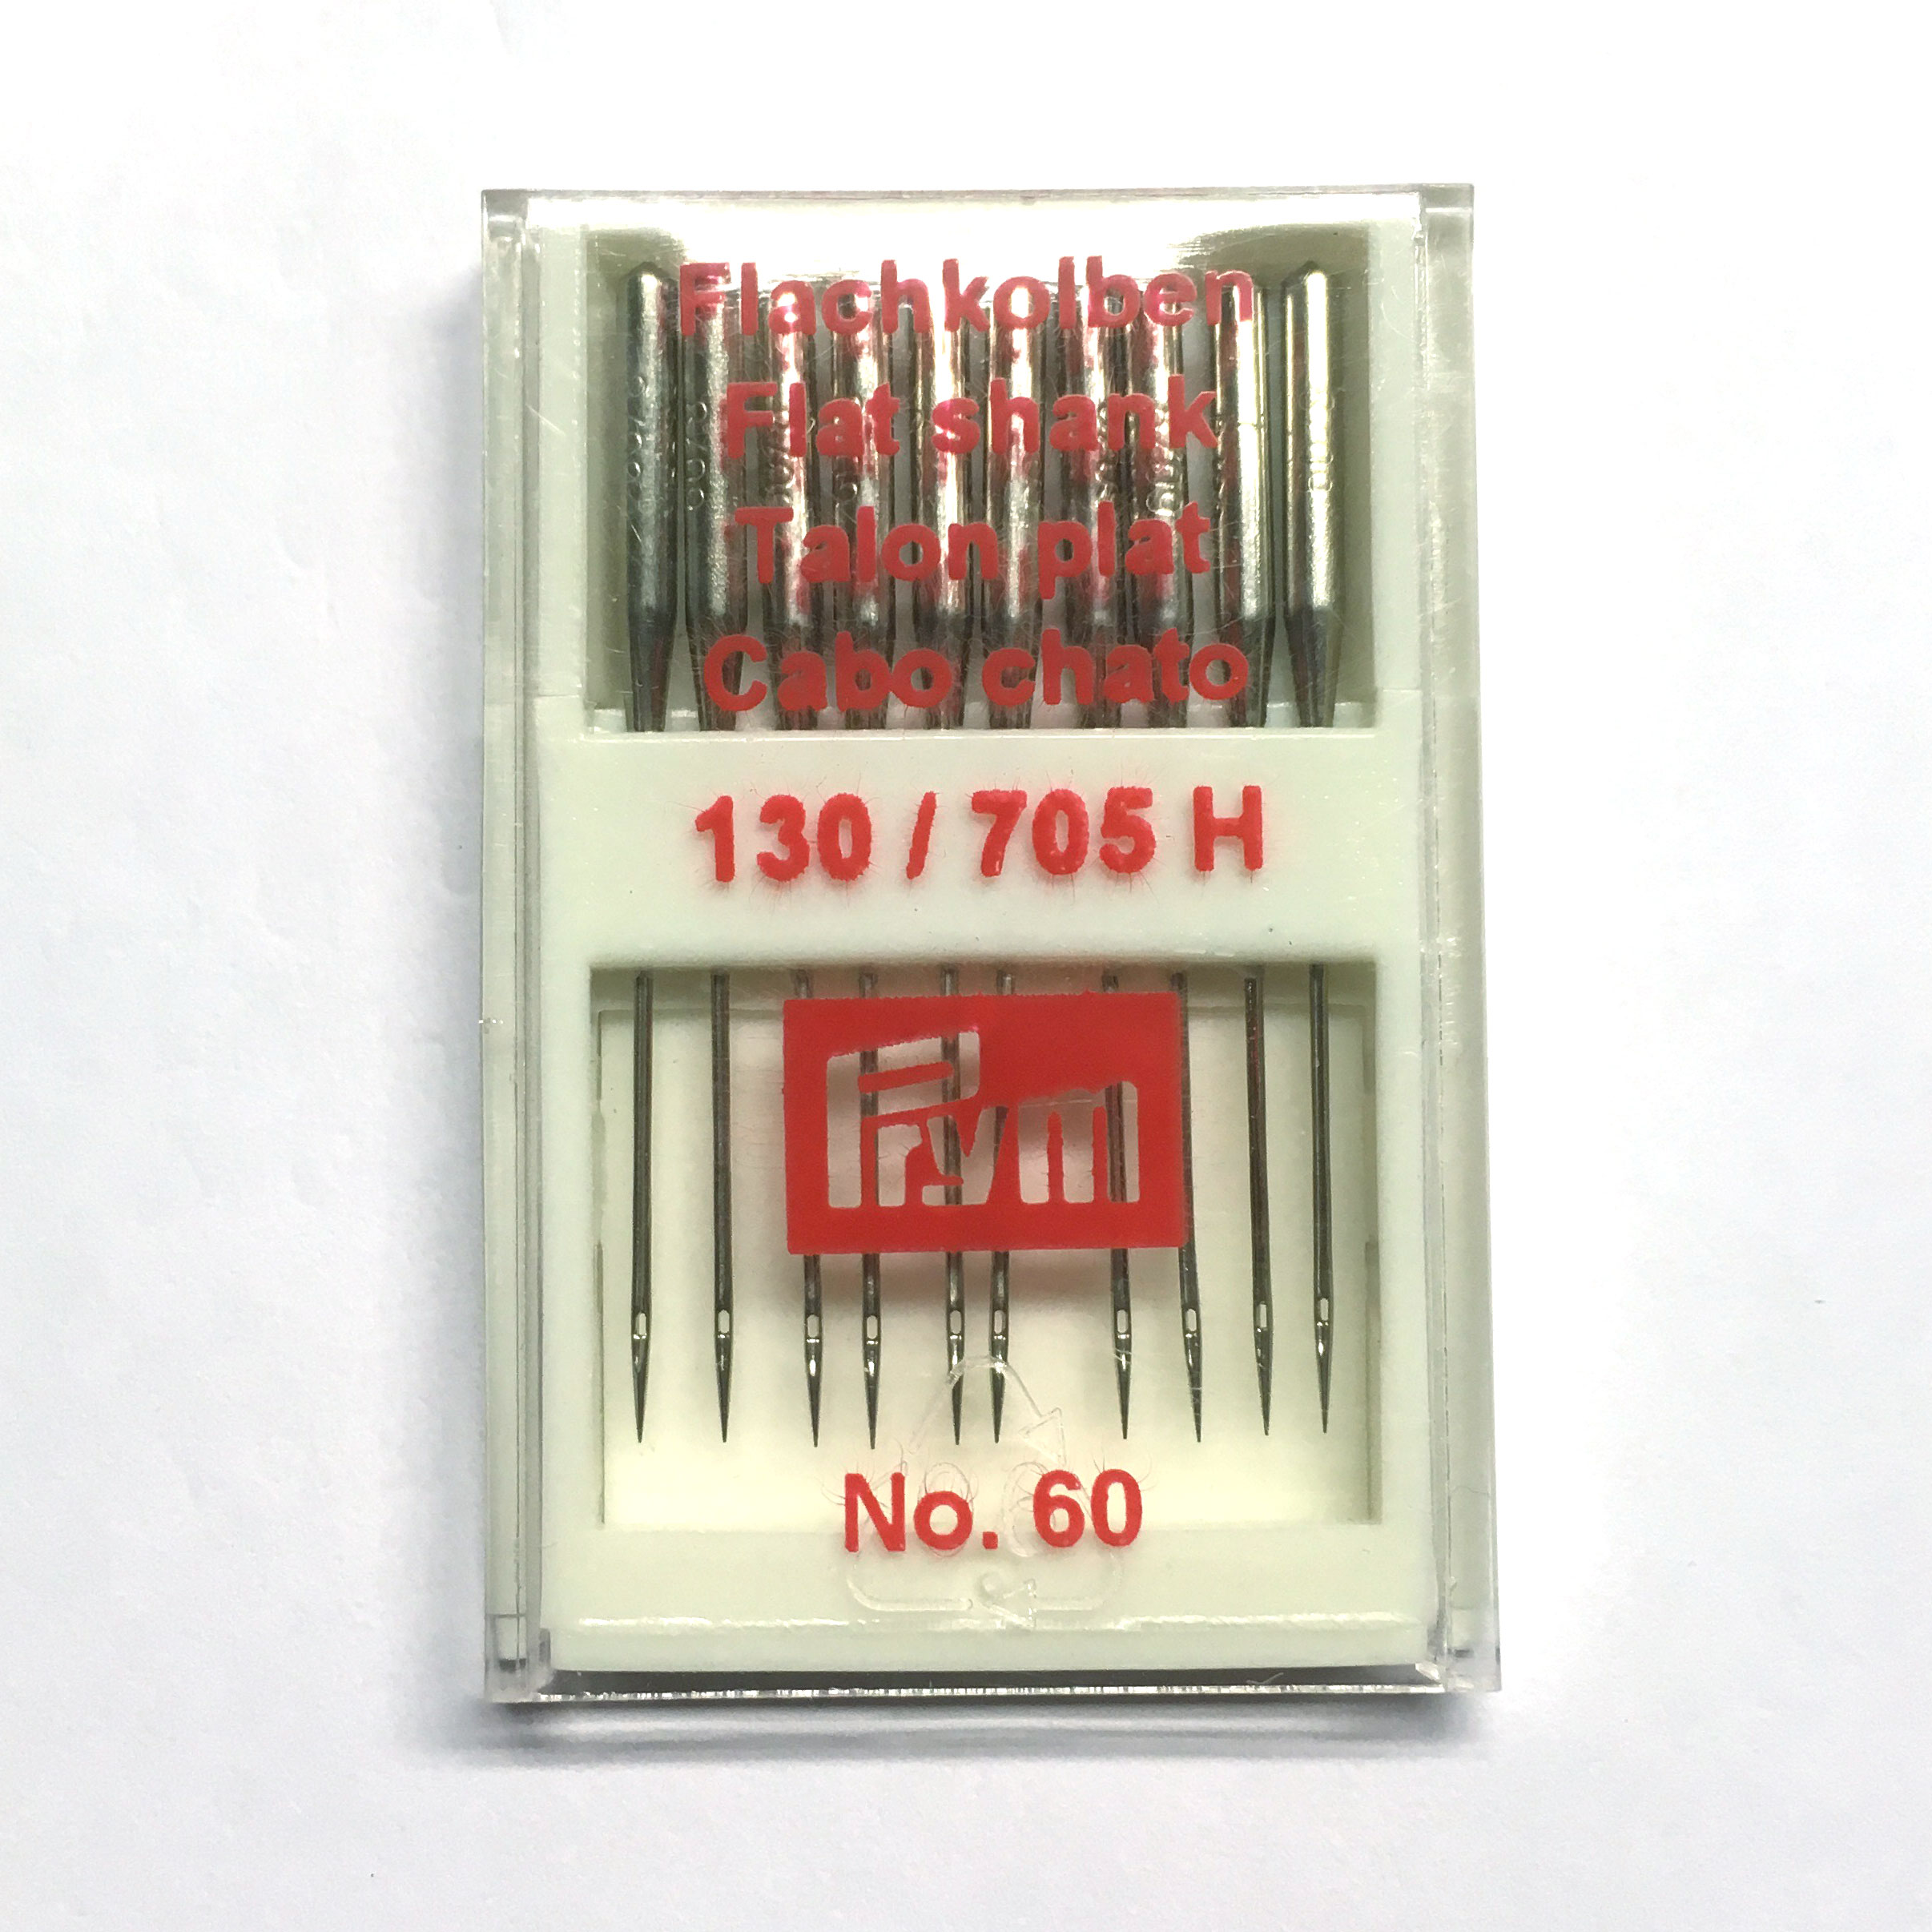 Flachkolben
Flat shank
Talon plat
Cabo chato
130 / 705 H
Prym
No. 60